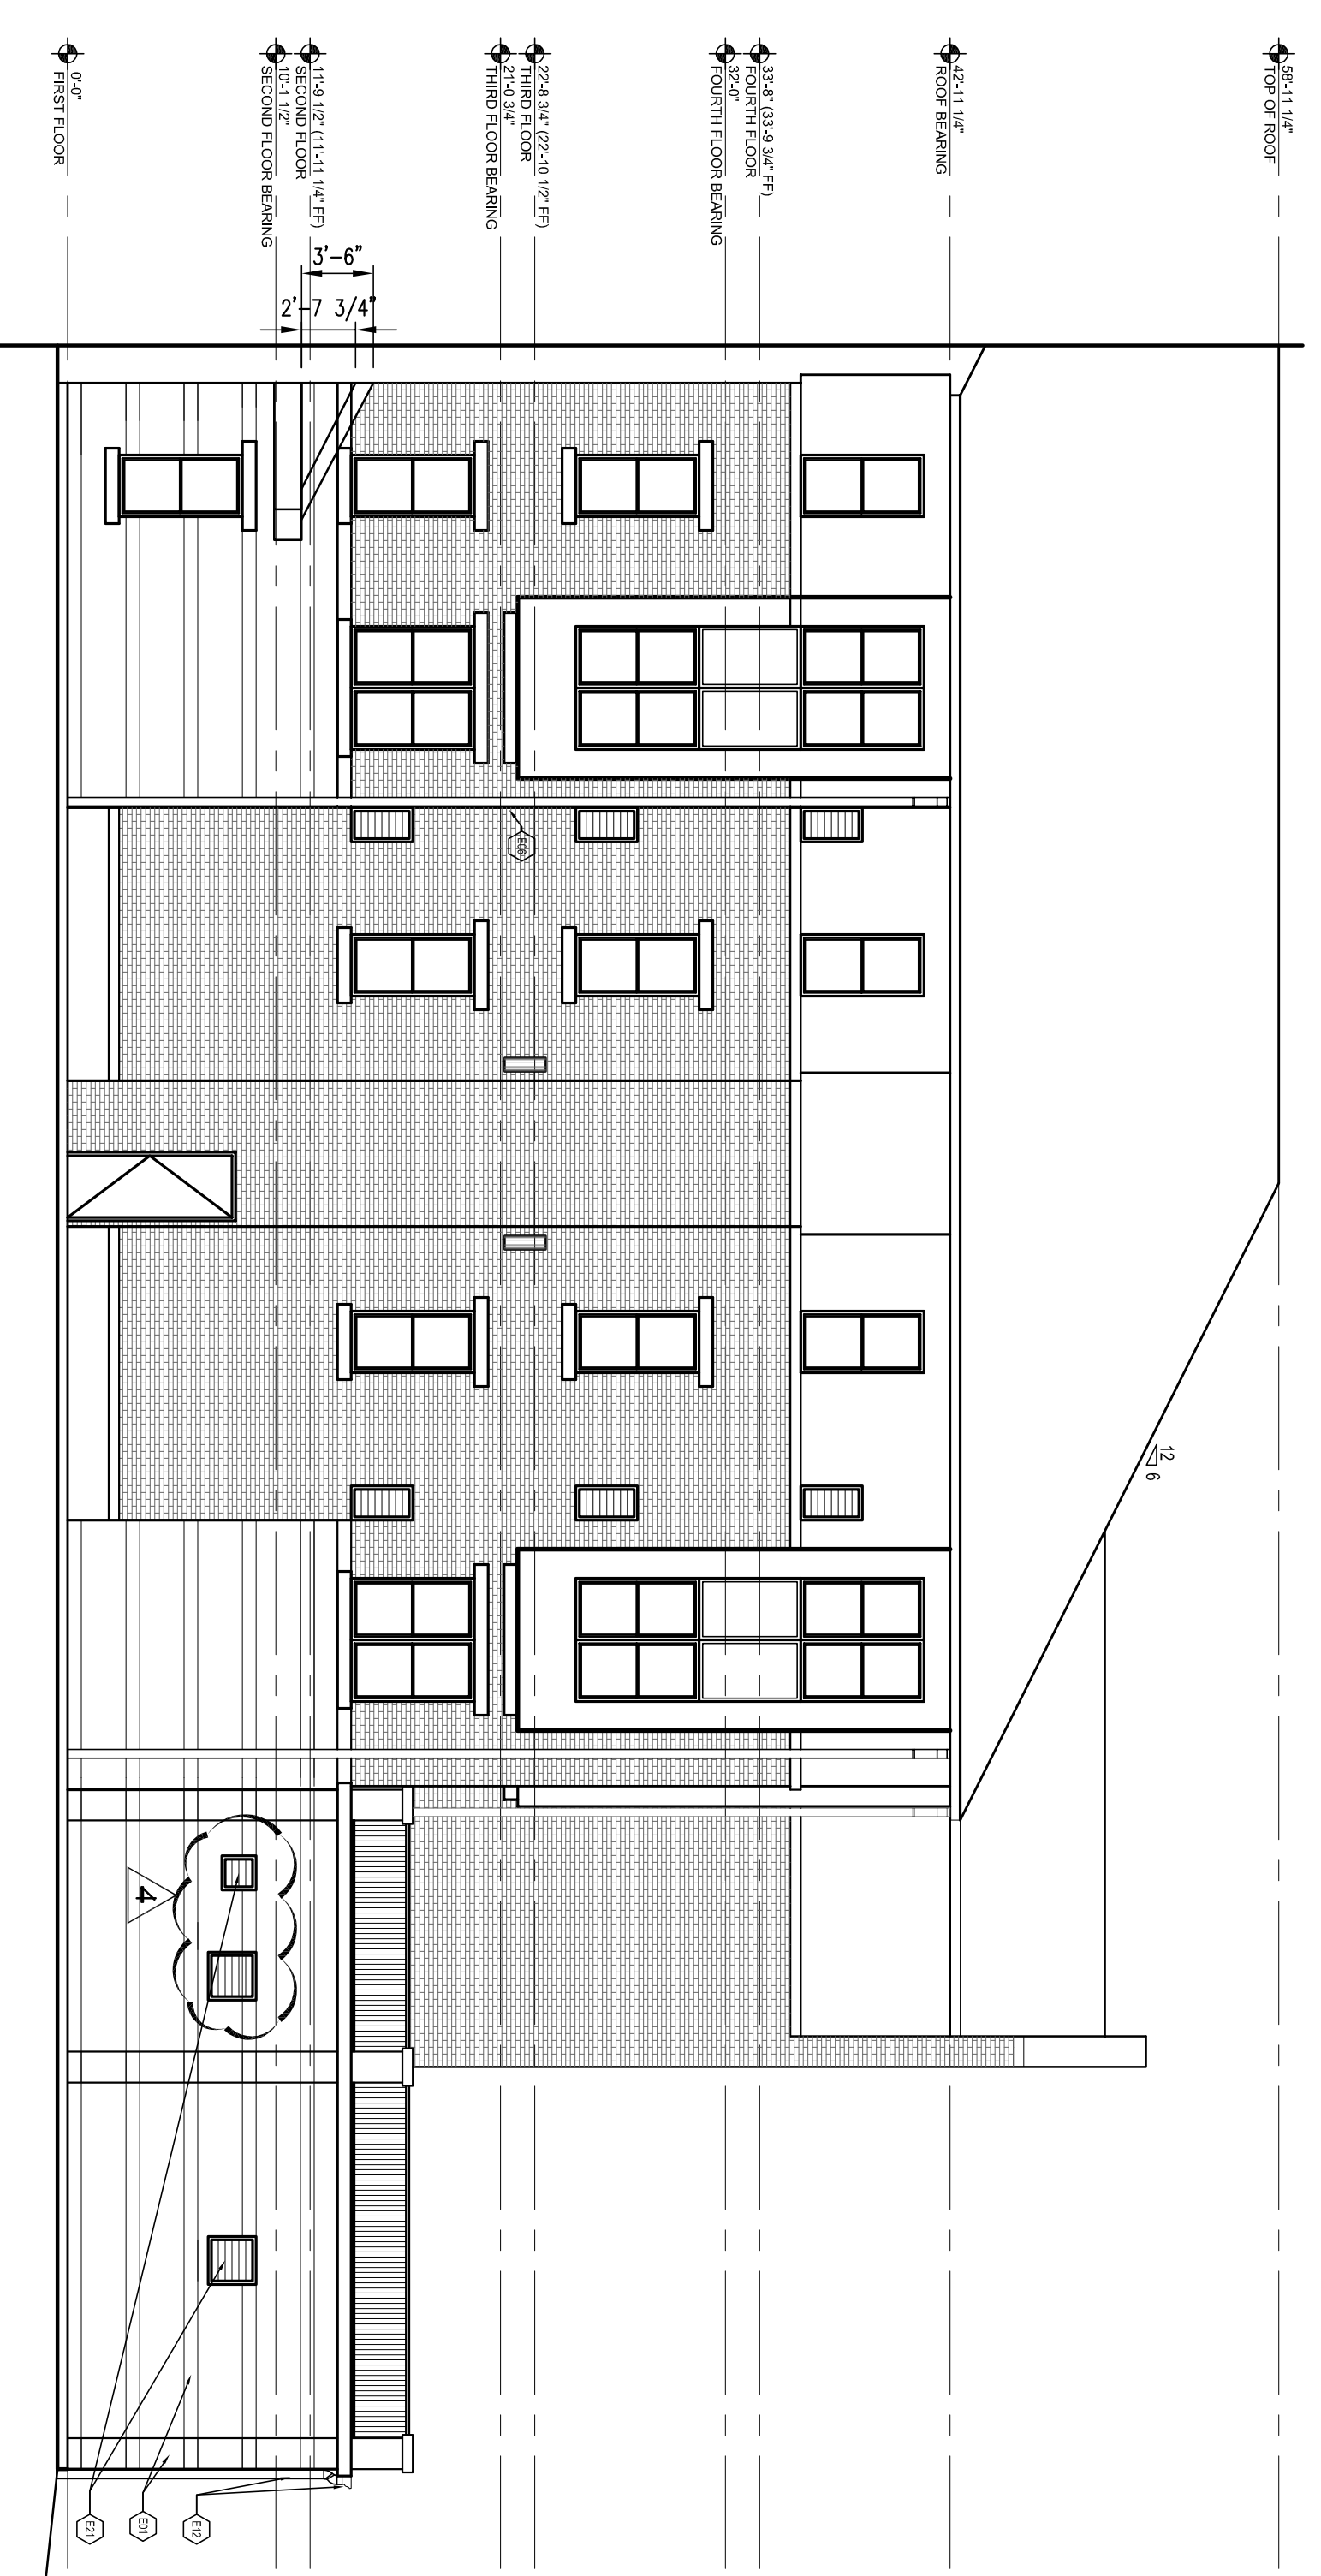 58'-11 1/4"
TOP OF ROOF
42'-11 1/4"
ROOF BEARING
33'-8" (33'-9 3/4" FF)
FOURTH FLOOR
32'-0"
FOURTH FLOOR BEARING
22'-8 3/4" (22'-10 1/2" FF)
THIRD FLOOR
21'-0 3/4"
THIRD FLOOR BEARING
11'-9 1/2" (11'-11 1/4" FF)
SECOND FLOOR
10'-1 1/2"
SECOND FLOOR BEARING
0'-0"
FIRST FLOOR
3'-6"
2'-7 3/4"
E06
12
6
4
E21
E01
E12